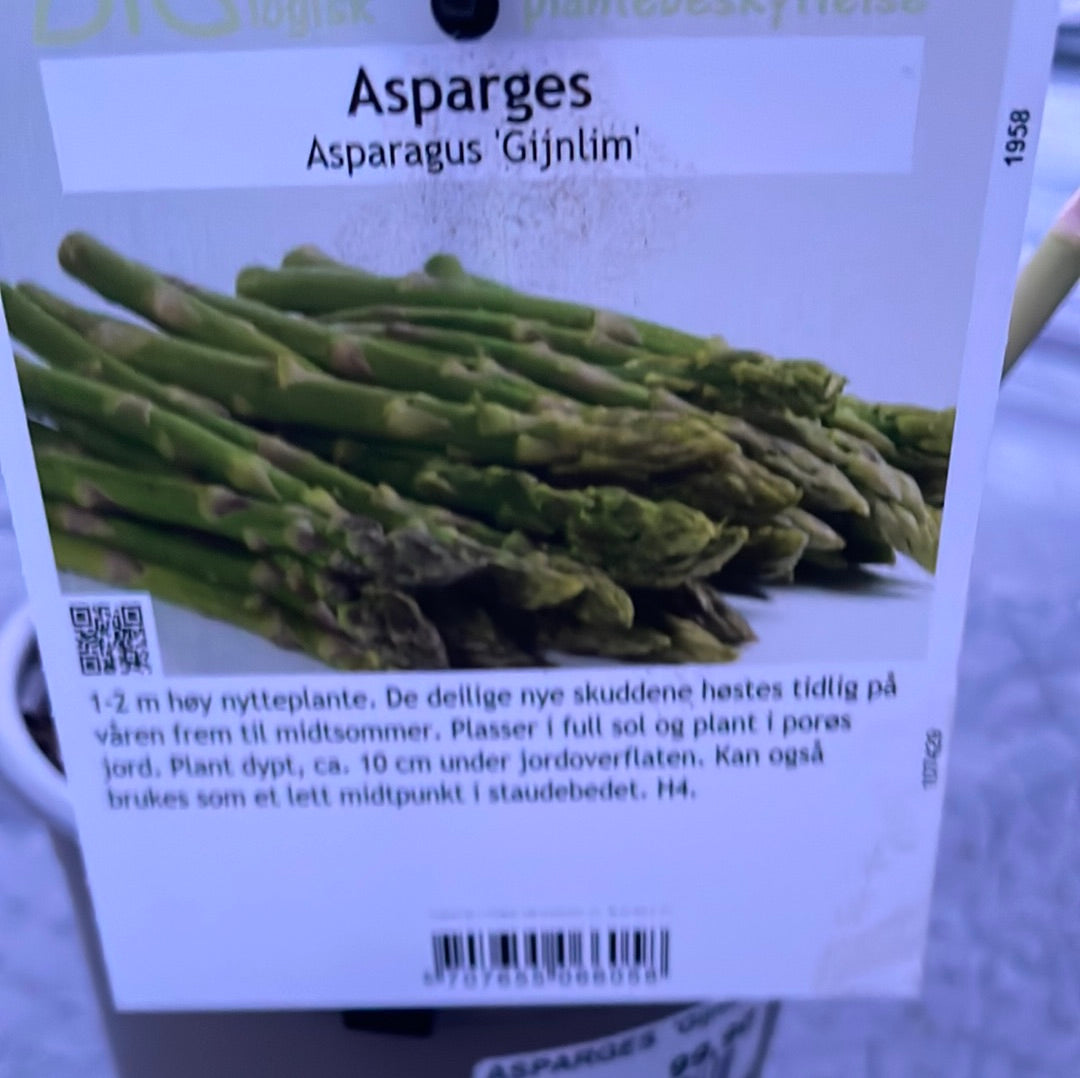 BIOlogisk plantebeskyttelse
Asparges
Asparagus 'Gijnlim'
1958
1-2 m høy nytteplante. De deilige nye skuddene høstes tidlig på
våren frem til midtsommer. Plasser i full sol og plant i porøs
jord. Plant dypt, ca. 10 cm under jordoverflaten. Kan også
brukes som et lett midtpunkt i staudebedet. H4.
ASPARGES